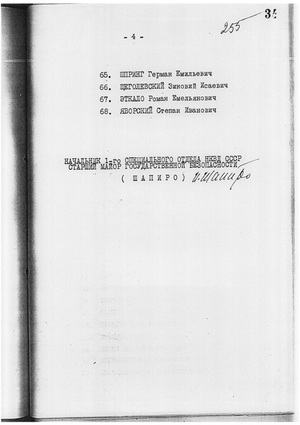 34
255
- 4 -
65. ШПРИНГ Герман Емильевич
66. ЩЕГОЛЕВСКИЙ Зиновий Исаевич
67. ЭТКАЛО Роман Емельянович
68. ЯВОРСКИЙ Степан Иванович
НАЧАЛЬНИК 1-го СПЕЦИАЛЬНОГО ОТДЕЛА НКВД СССР
СТАРШИЙ МАЙОР ГОСУДАРСТВЕННОЙ БЕЗОПАСНОСТИ
( ШАПИРО ) И. Шапиро